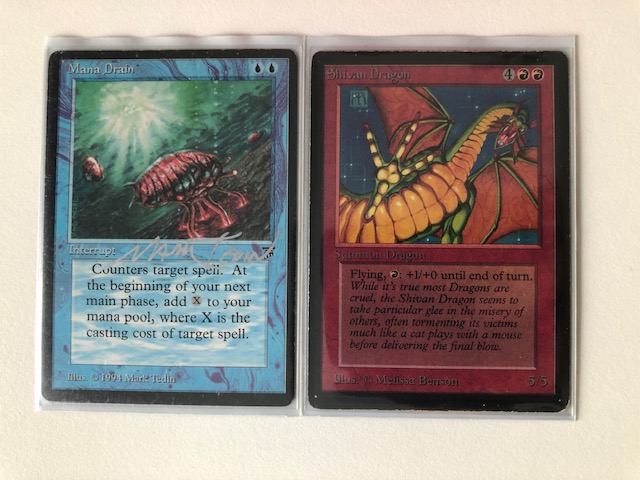 Mana Drain
Mark Tedin
Interrupt
Counters target spell. At
the beginning of your next
main phase, add X to your
mana pool, where X is the
casting cost of target spell.
Illus. © 1994 Mark Tedin
Shivan Dragon 4
Summon Dragon
Flying, : +1/+0 until end of turn.
While it's true most Dragons are
cruel, the Shivan Dragon seems to
take particular glee in the misery of
others, often tormenting its victims
much like a cat plays with a mouse
before delivering the final blow.
Illus. © Melissa Benson 5/5